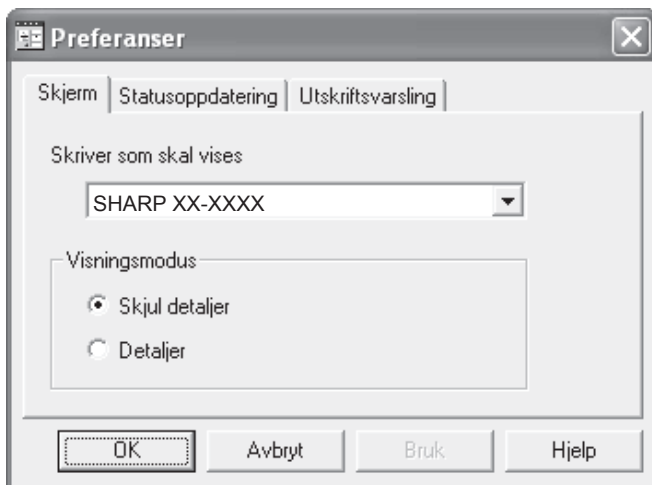 Preferanser
Skjerm Statusoppdatering Utskriftsvarsling
Skriver som skal vises
SHARP XX-XXXX
Visningsmodus
Skjul detaljer
Detaljer
OK Avbryt Bruk Hjelp